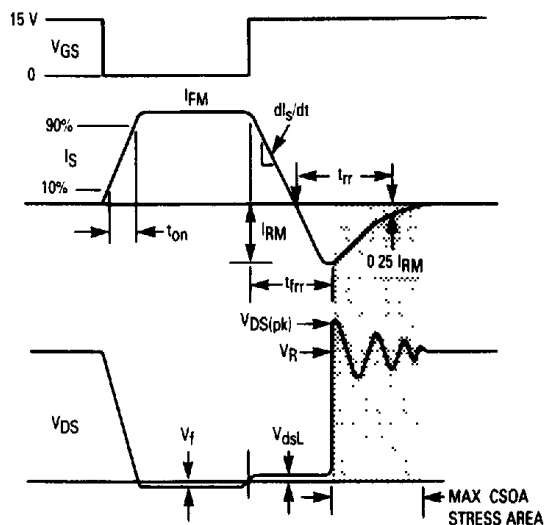 15 V
VGS
0
IFM
90%
dIs/dt
IS
trr
10%
IRM
ton
0 25 IRM
tfrr
VDS(pk)
VR
VDS
Vf
VdsL
MAX CSOA
STRESS AREA